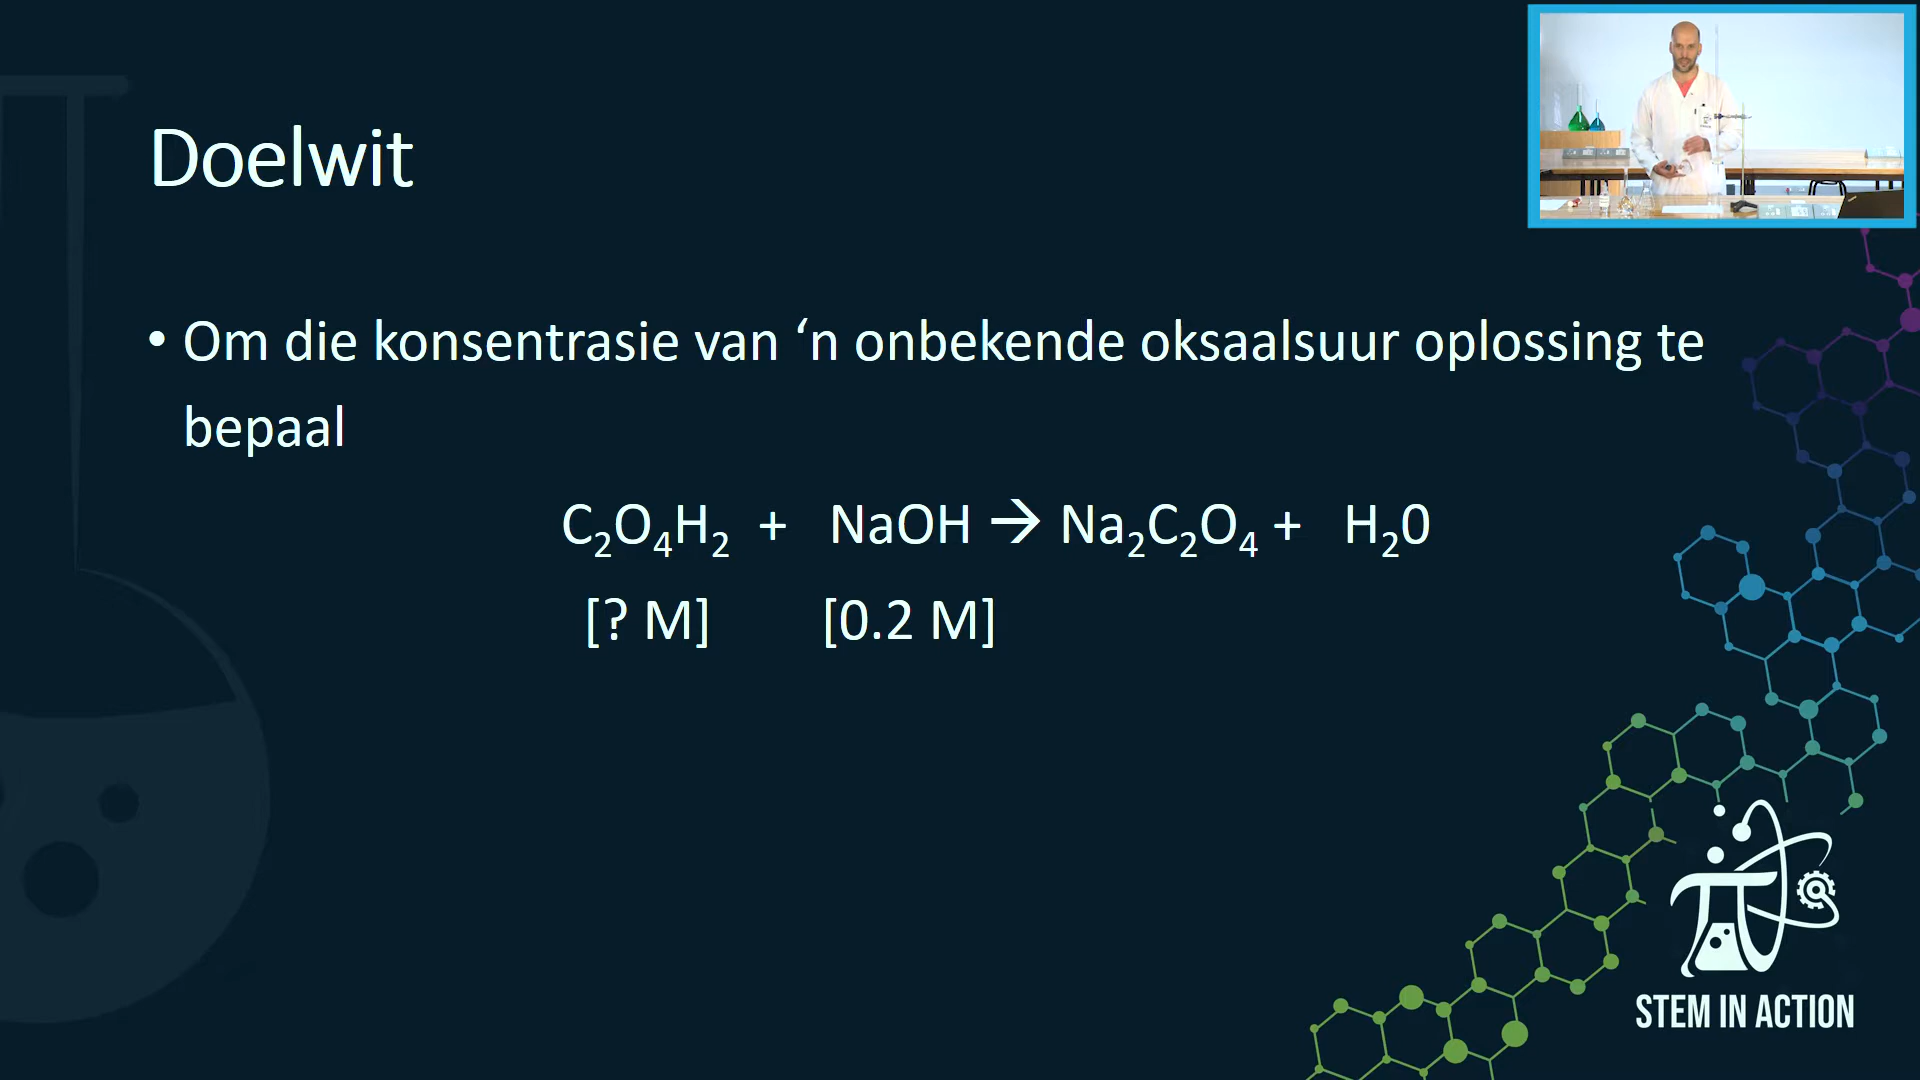 Doelwit
• Om die konsentrasie van ‘n onbekende oksaalsuur oplossing te
bepaal
C₂O₄H₂ + NaOH → Na₂C₂O₄ + H₂0
[? M] [0.2 M]
STEM IN ACTION